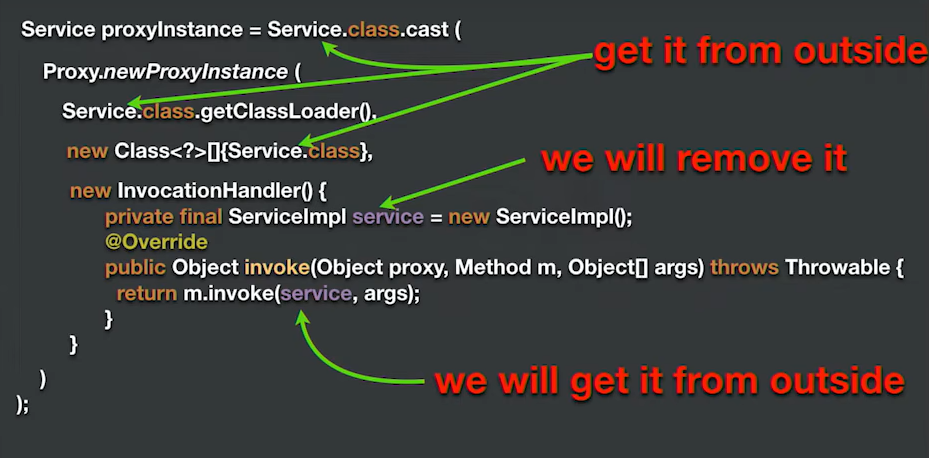 Service proxyInstance = Service.class.cast (
get it from outside
Proxy.newProxyInstance (
Service.class.getClassLoader(),
new Class<?>[]{Service.class},
we will remove it
new InvocationHandler() {
private final ServiceImpl service = new ServiceImpl();
@Override
public Object invoke(Object proxy, Method m, Object[] args) throws Throwable {
return m.invoke(service, args);
}
}
we will get it from outside
)
);